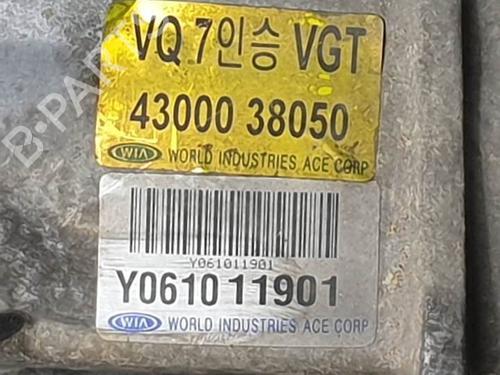 VQ 7인승 VGT
43000 38050
WIA WORLD INDUSTRIES ACE CORP
Y061011901
Y0610 11901
WIA WORLD INDUSTRIES ACE CORP
B-PARTS